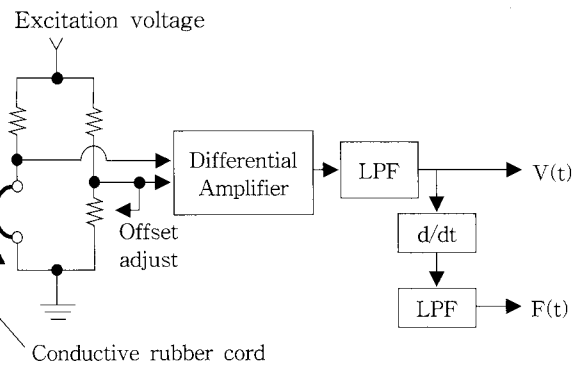 Excitation voltage
Differential
Amplifier
LPF
V(t)
Offset
adjust
d/dt
LPF
F(t)
Conductive rubber cord